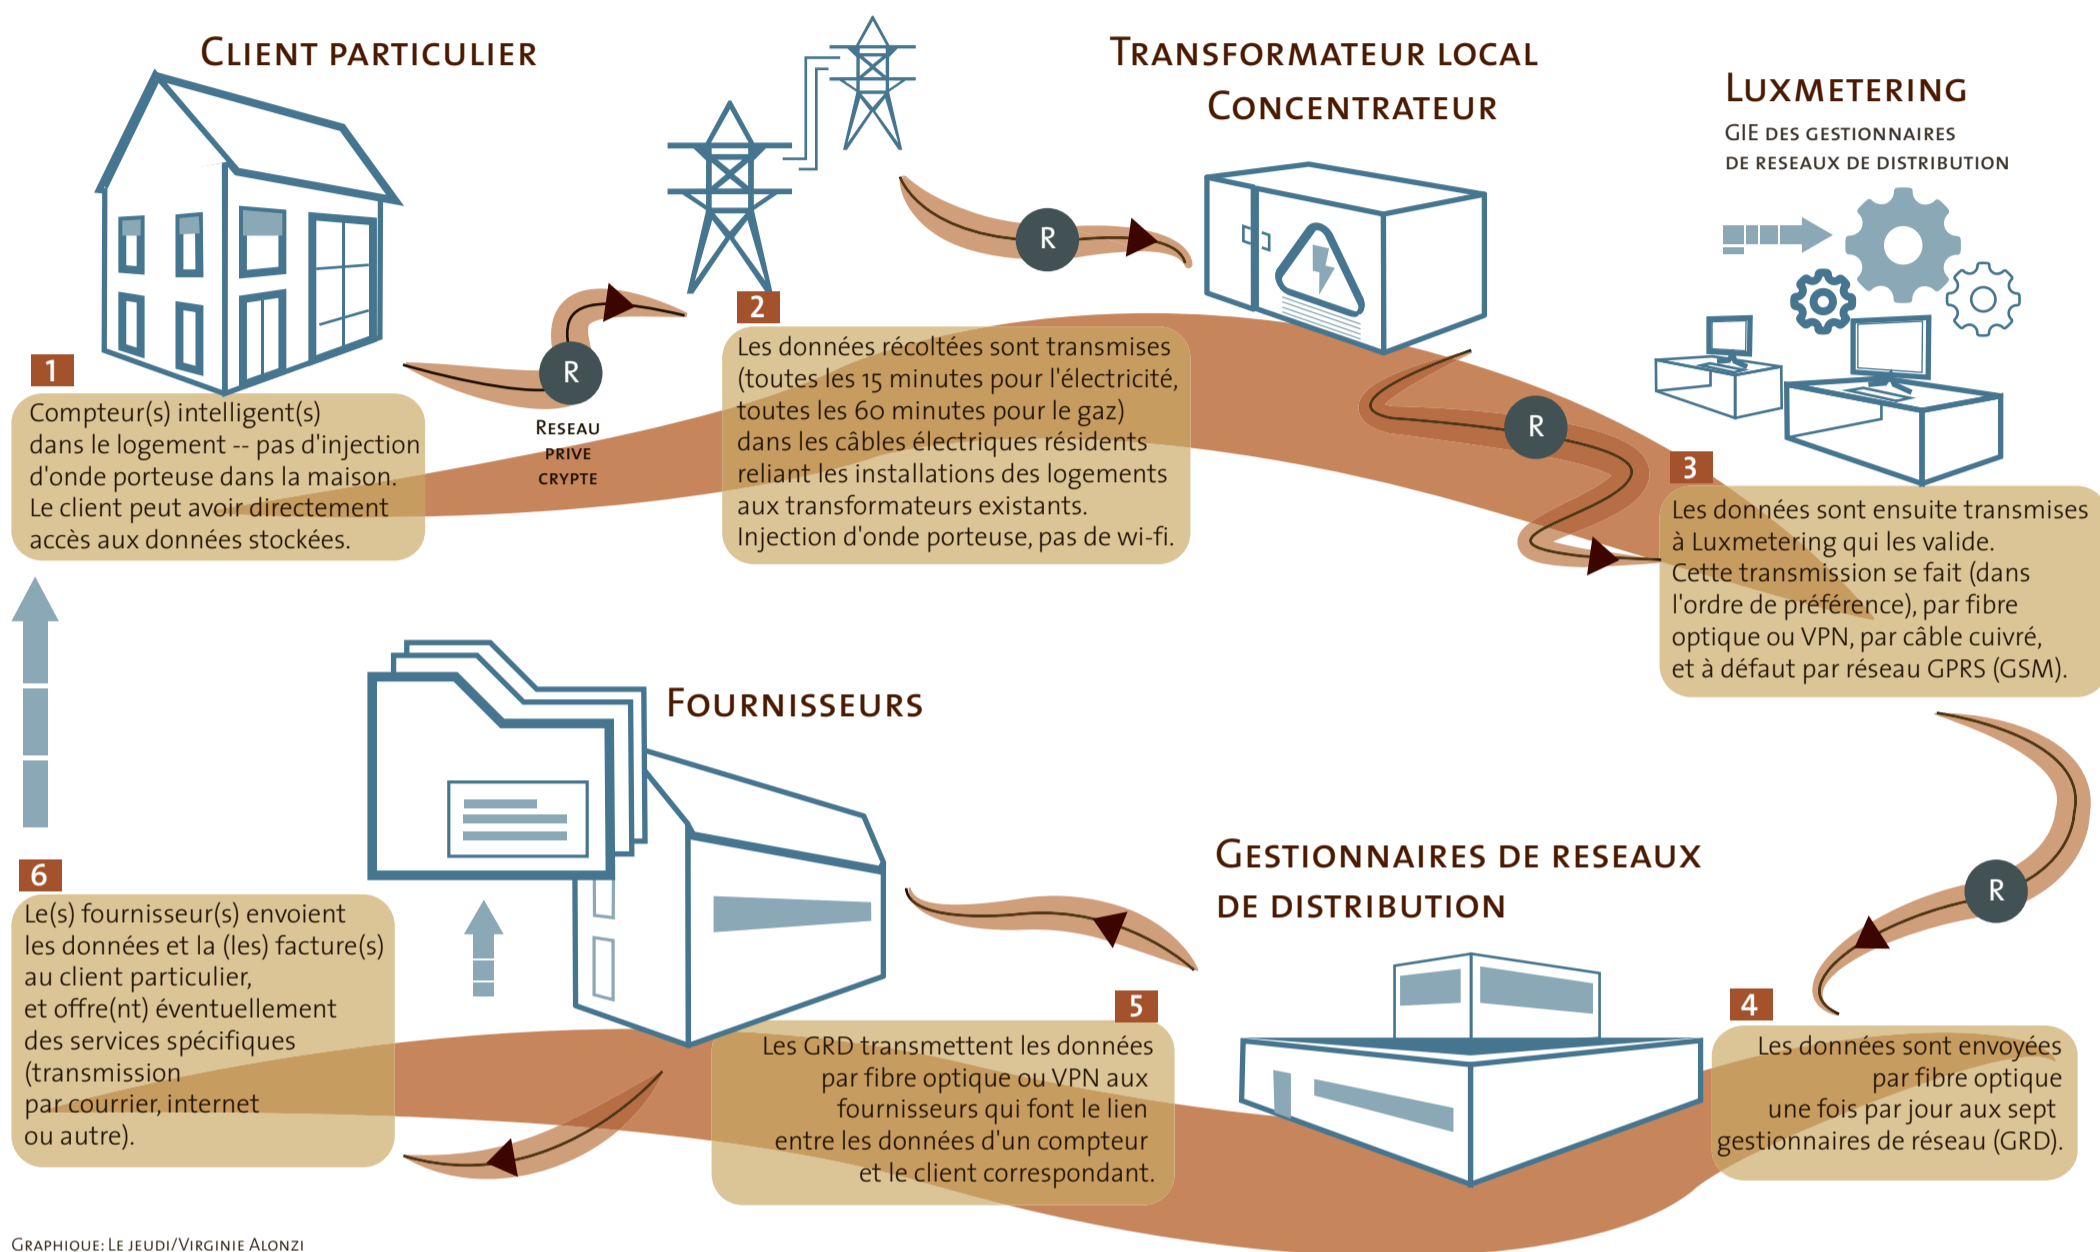 CLIENT PARTICULIER
1
Compteur(s) intelligent(s)
dans le logement -- pas d'injection
d'onde porteuse dans la maison.
Le client peut avoir directement
accès aux données stockées.
R
RESEAU
PRIVE
CRYPTE
2
Les données récoltées sont transmises
(toutes les 15 minutes pour l'électricité,
toutes les 60 minutes pour le gaz)
dans les câbles électriques résidents
reliant les installations des logements
aux transformateurs existants.
Injection d'onde porteuse, pas de wi-fi.
R
TRANSFORMATEUR LOCAL
CONCENTRATEUR
R
LUXMETERING
GIE DES GESTIONNAIRES
DE RESEAUX DE DISTRIBUTION
3
Les données sont ensuite transmises
à Luxmetering qui les valide.
Cette transmission se fait (dans
l'ordre de préférence), par fibre
optique ou VPN, par câble cuivré,
et à défaut par réseau GPRS (GSM).
R
GESTIONNAIRES DE RESEAUX
DE DISTRIBUTION
4
Les données sont envoyées
par fibre optique
une fois par jour aux sept
gestionnaires de réseau (GRD).
FOURNISSEURS
5
Les GRD transmettent les données
par fibre optique ou VPN aux
fournisseurs qui font le lien
entre les données d'un compteur
et le client correspondant.
6
Le(s) fournisseur(s) envoient
les données et la (les) facture(s)
au client particulier,
et offre(nt) éventuellement
des services spécifiques
(transmission
par courrier, internet
ou autre).
GRAPHIQUE: LE JEUDI/VIRGINIE ALONZI